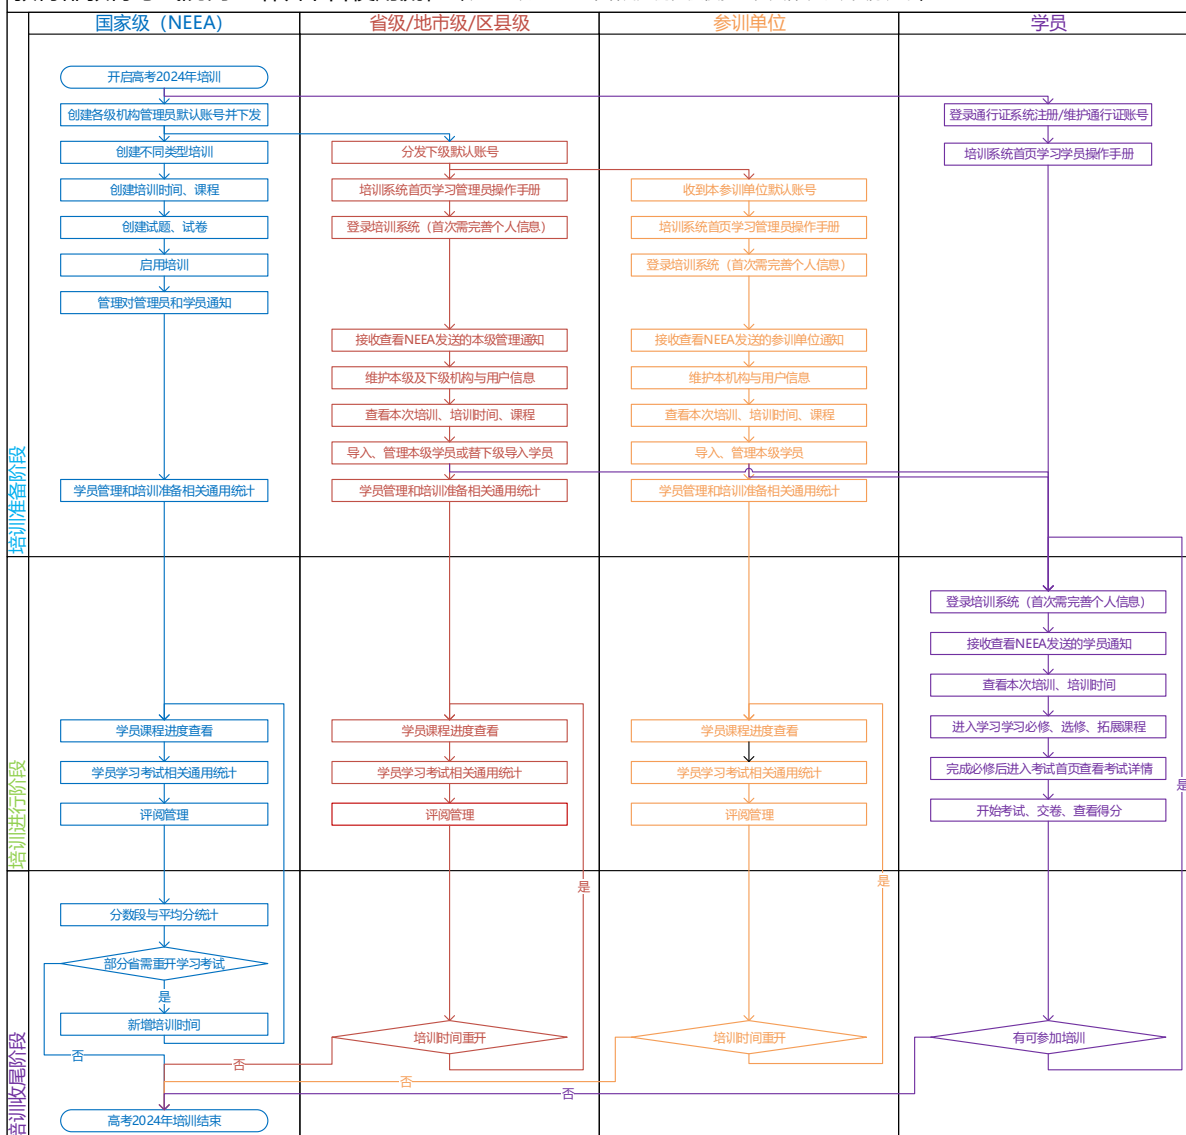 国家级（NEEA）
省级/地市级/区县级
参训单位
学员
培训准备阶段
开启高考2024年培训
创建各级机构管理员默认账号并下发
创建不同类型培训
创建培训时间、课程
创建试题、试卷
启用培训
管理对管理员和学员通知
学员管理和培训准备相关通用统计
分发下级默认账号
培训系统首页学习管理员操作手册
登录培训系统（首次需完善个人信息）
接收查看NEEA发送的本级管理通知
维护本级及下级机构与用户信息
查看本次培训、培训时间、课程
导入、管理本级学员或替下级导入学员
学员管理和培训准备相关通用统计
收到本参训单位默认账号
培训系统首页学习管理员操作手册
登录培训系统（首次需完善个人信息）
接收查看NEEA发送的参训单位通知
维护本机构与用户信息
查看本次培训、培训时间、课程
导入、管理本级学员
学员管理和培训准备相关通用统计
登录通行证系统注册/维护通行证账号
培训系统首页学习学员操作手册
培训进行阶段
学员课程进度查看
学员学习考试相关通用统计
评阅管理
学员课程进度查看
学员学习考试相关通用统计
评阅管理
学员课程进度查看
学员学习考试相关通用统计
评阅管理
登录培训系统（首次需完善个人信息）
接收查看NEEA发送的学员通知
查看本次培训、培训时间
进入学习学习必修、选修、拓展课程
完成必修后进入考试首页查看考试详情
开始考试、交卷、查看得分
是
培训收尾阶段
分数段与平均分统计
部分省需重开学习考试
是
新增培训时间
否
高考2024年培训结束
是
培训时间重开
否
是
培训时间重开
否
有可参加培训
否